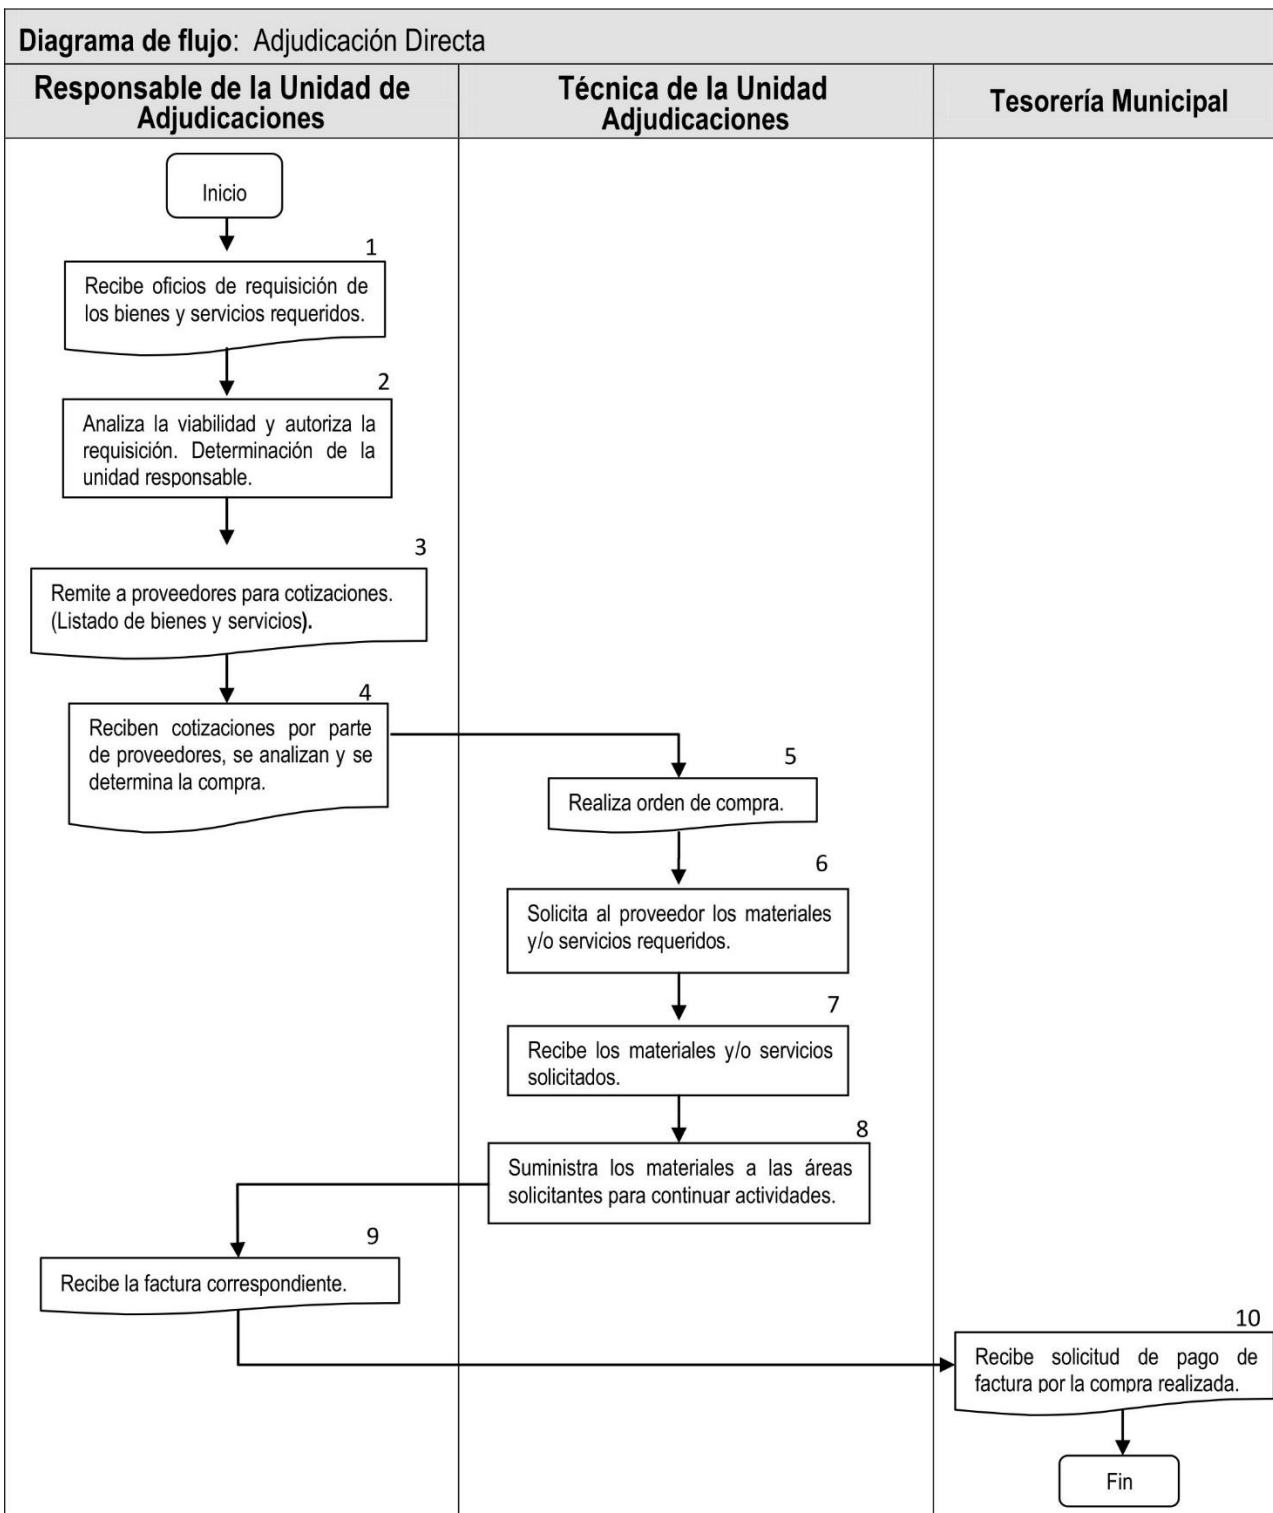 Diagrama de flujo: Adjudicación Directa
Responsable de la Unidad de
Adjudicaciones
Técnica de la Unidad
Adjudicaciones
Tesorería Municipal
Inicio
1
Recibe oficios de requisición de
los bienes y servicios requeridos.
2
Analiza la viabilidad y autoriza la
requisición. Determinación de la
unidad responsable.
3
Remite a proveedores para cotizaciones.
(Listado de bienes y servicios).
4
Reciben cotizaciones por parte
de proveedores, se analizan y se
determina la compra.
5
Realiza orden de compra.
6
Solicita al proveedor los materiales
y/o servicios requeridos.
7
Recibe los materiales y/o servicios
solicitados.
8
Suministra los materiales a las áreas
solicitantes para continuar actividades.
9
Recibe la factura correspondiente.
10
Recibe solicitud de pago de
factura por la compra realizada.
Fin